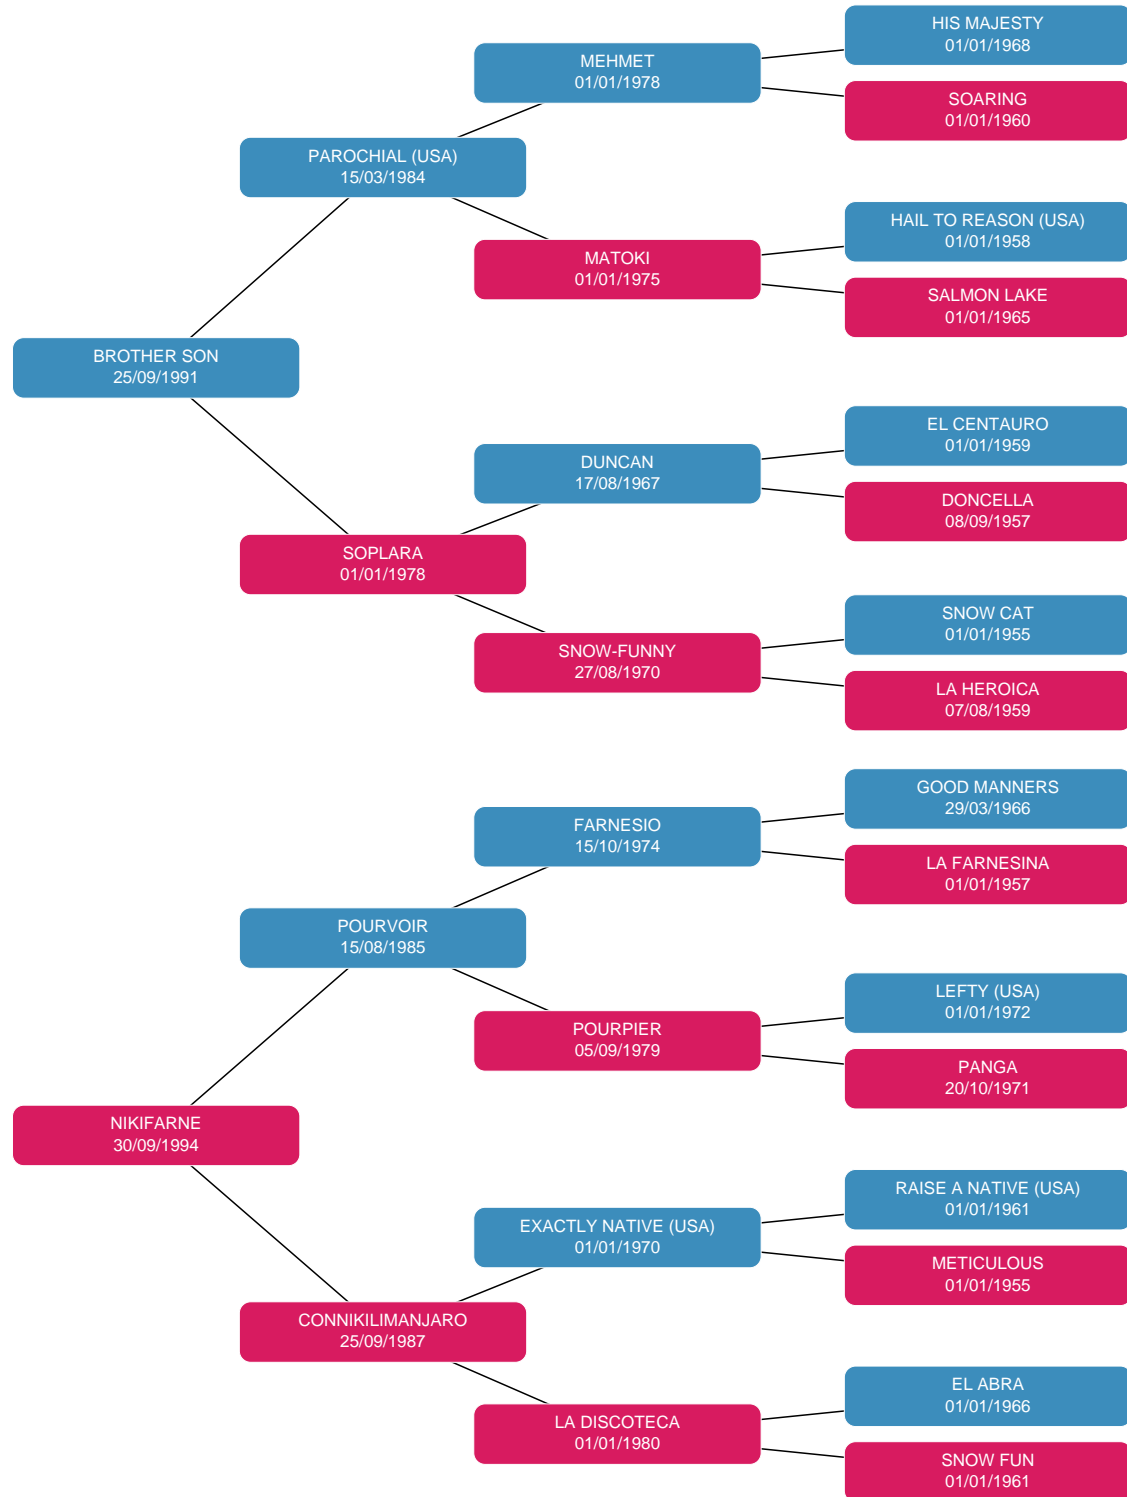 HIS MAJESTY
01/01/1968
MEHMET
01/01/1978
SOARING
01/01/1960
PAROCHIAL (USA)
15/03/1984
HAIL TO REASON (USA)
01/01/1958
MATOKI
01/01/1975
SALMON LAKE
01/01/1965
BROTHER SON
25/09/1991
EL CENTAURO
01/01/1959
DUNCAN
17/08/1967
DONCELLA
08/09/1957
SOPLARA
01/01/1978
SNOW CAT
01/01/1955
SNOW-FUNNY
27/08/1970
LA HEROICA
07/08/1959
GOOD MANNERS
29/03/1966
FARNESIO
15/10/1974
LA FARNESINA
01/01/1957
POURVOIR
15/08/1985
LEFTY (USA)
01/01/1972
POURPIER
05/09/1979
PANGA
20/10/1971
NIKIFARNE
30/09/1994
RAISE A NATIVE (USA)
01/01/1961
EXACTLY NATIVE (USA)
01/01/1970
METICULOUS
01/01/1955
CONNIKILIMANJARO
25/09/1987
EL ABRA
01/01/1966
LA DISCOTECA
01/01/1980
SNOW FUN
01/01/1961